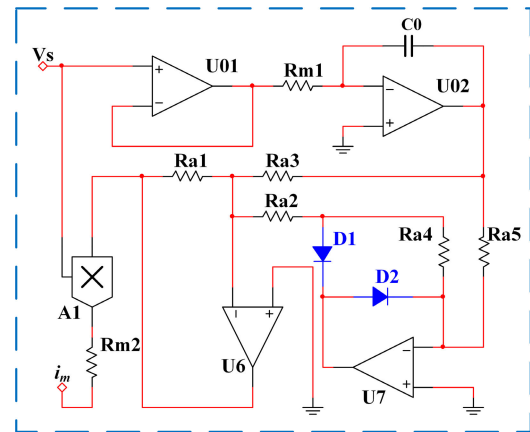 C0
Vs
+
U01
Rm1
−
U02
−
+
Ra1
Ra3
Ra2
D1
Ra4
Ra5
A1
D2
−
+
Rm2
U6
−
im
U7
+